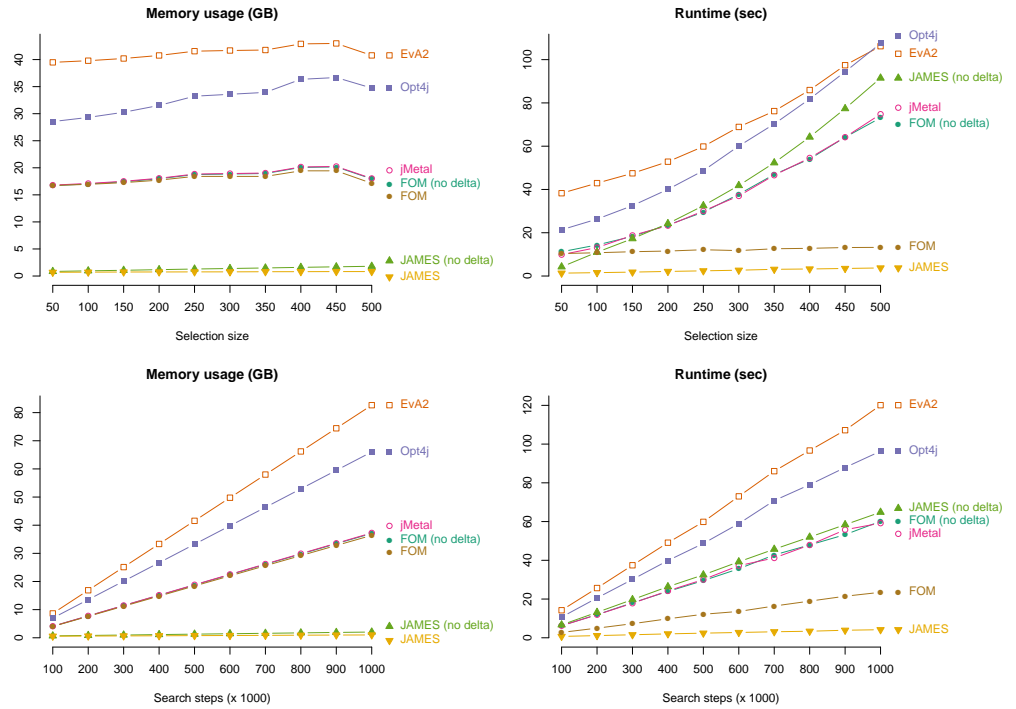 Memory usage (GB)
0 5 10 15 20 25 30 35 40
50 100 150 200 250 300 350 400 450 500
Selection size
EvA2
Opt4j
jMetal
FOM (no delta)
FOM
JAMES (no delta)
JAMES
Runtime (sec)
0 20 40 60 80 100
50 100 150 200 250 300 350 400 450 500
Selection size
Opt4j
EvA2
JAMES (no delta)
jMetal
FOM (no delta)
FOM
JAMES
Memory usage (GB)
0 10 20 30 40 50 60 70 80
100 200 300 400 500 600 700 800 900 1000
Search steps (x 1000)
EvA2
Opt4j
jMetal
FOM (no delta)
FOM
JAMES (no delta)
JAMES
Runtime (sec)
0 20 40 60 80 100 120
100 200 300 400 500 600 700 800 900 1000
Search steps (x 1000)
EvA2
Opt4j
JAMES (no delta)
FOM (no delta)
jMetal
FOM
JAMES